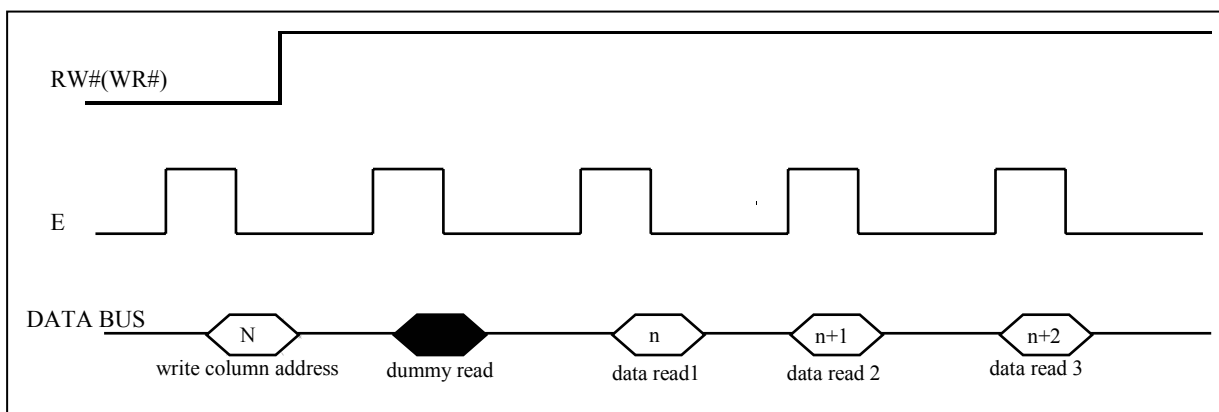 RW#(WR#)
E
DATA BUS
N
n
n+1
n+2
write column address
dummy read
data read1
data read 2
data read 3